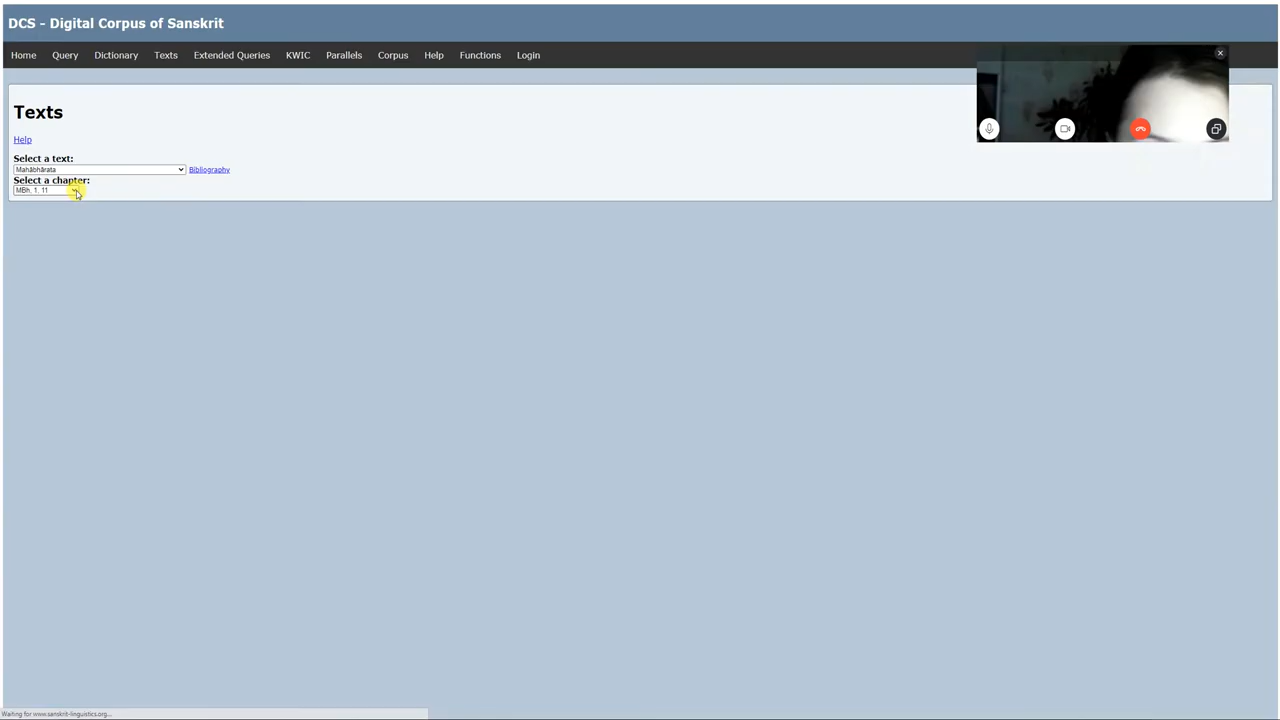 DCS - Digital Corpus of Sanskrit
Home Query Dictionary Texts Extended Queries KWIC Parallels Corpus Help Functions Login
Texts
Help
Select a text:
Mahābhārata Bibliography
Select a chapter:
MBh, 1, 11
Waiting for www.sanskrit-linguistics.org...